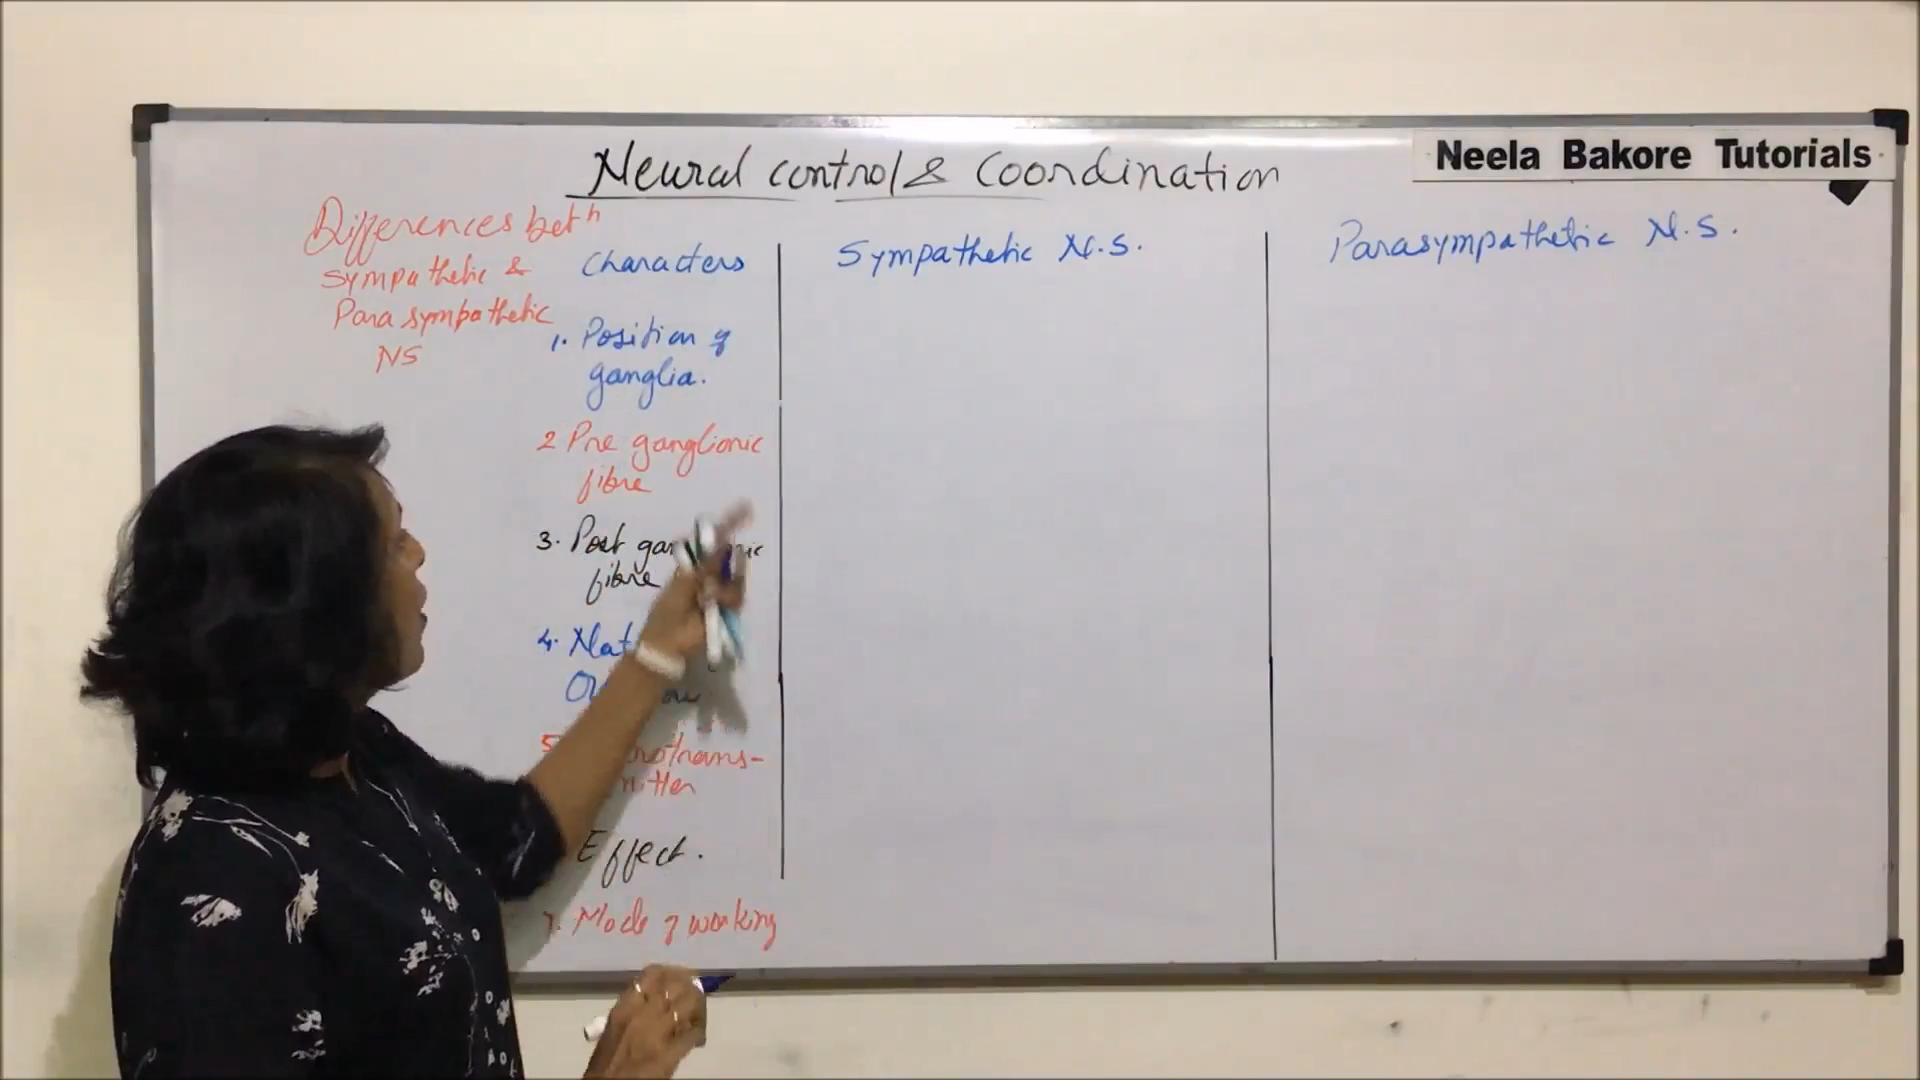 Neural control & Coordination
Neela Bakore Tutorials
Differences betn
Sympathetic &
Para sympathetic
NS
Characters
Sympathetic N.S.
Parasympathetic N.S.
1. Position of
ganglia.
2 Pre ganglionic
fibre
3. Post
fibre
4.
5
Effect.
7. Mode of working